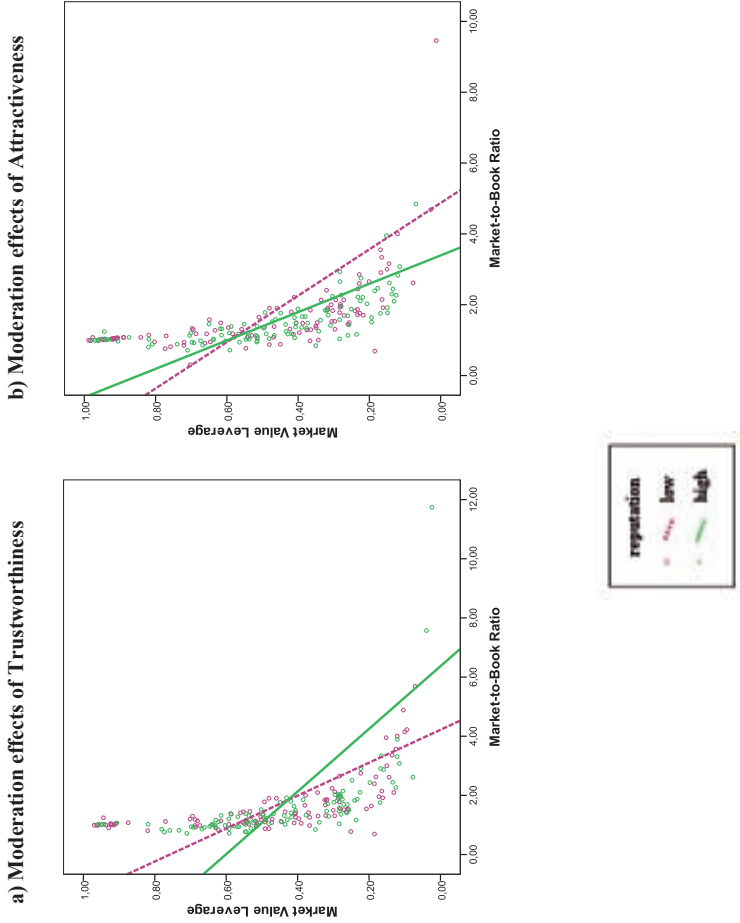 a) Moderation effects of Trustworthiness
Market Value Leverage
1,00
0,80
0,60
0,40
0,20
0,00
0,00
2,00
4,00
6,00
8,00
10,00
12,00
Market-to-Book Ratio
b) Moderation effects of Attractiveness
Market Value Leverage
1,00
0,80
0,60
0,40
0,20
0,00
0,00
2,00
4,00
6,00
8,00
10,00
Market-to-Book Ratio
reputation
low
high